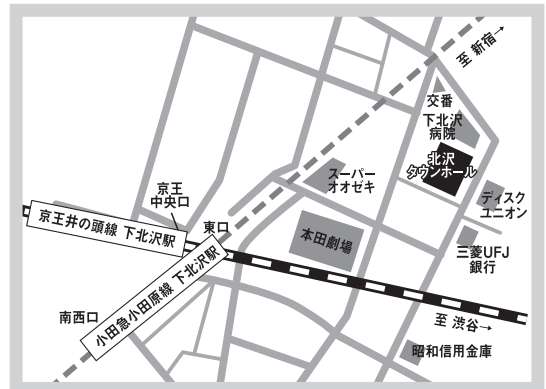 至 新宿→
交番
下北沢
病院
北沢
タウンホール
スーパー
オオゼキ
ディスク
ユニオン
京王
中央口
東口
京王井の頭線 下北沢駅
本田劇場
三菱UFJ
銀行
小田急小田原線 下北沢駅
南西口
至 渋谷→
昭和信用金庫